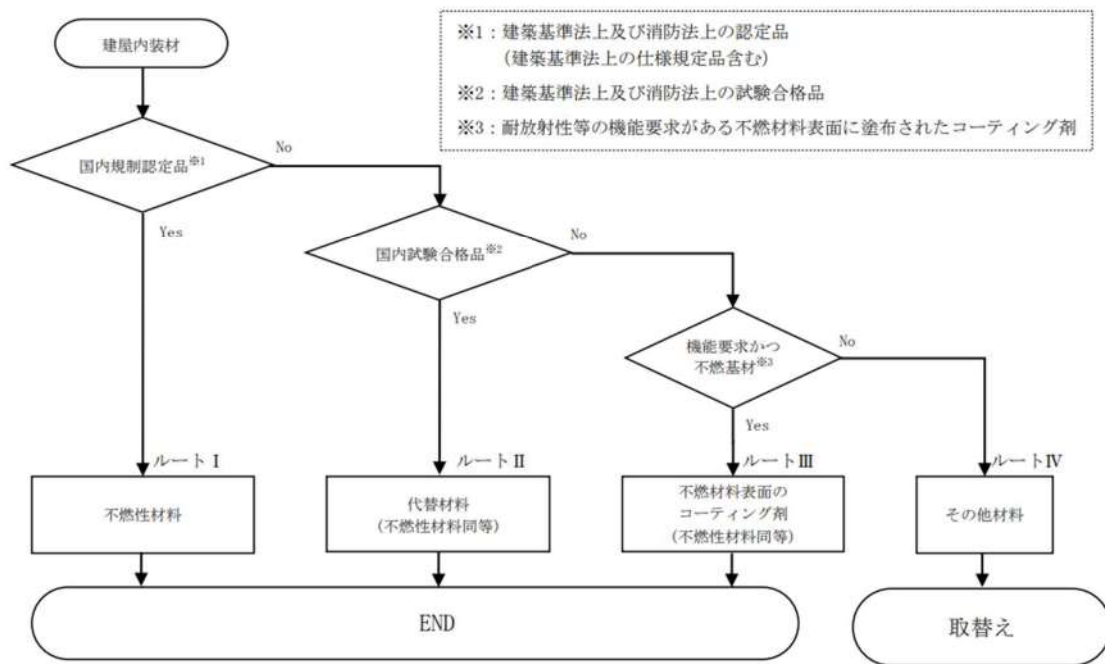 建屋内装材
※1：建築基準法上及び消防法上の認定品
（建築基準法上の仕様規定品含む）
※2：建築基準法上及び消防法上の試験合格品
※3：耐放射性等の機能要求がある不燃材料表面に塗布されたコーティング剤
国内規制認定品※1
No
Yes
国内試験合格品※2
No
Yes
機能要求かつ
不燃基材※3
No
Yes
ルートⅠ
不燃性材料
ルートⅡ
代替材料
（不燃性材料同等）
ルートⅢ
不燃材料表面の
コーティング剤
（不燃性材料同等）
ルートⅣ
その他材料
END
取替え